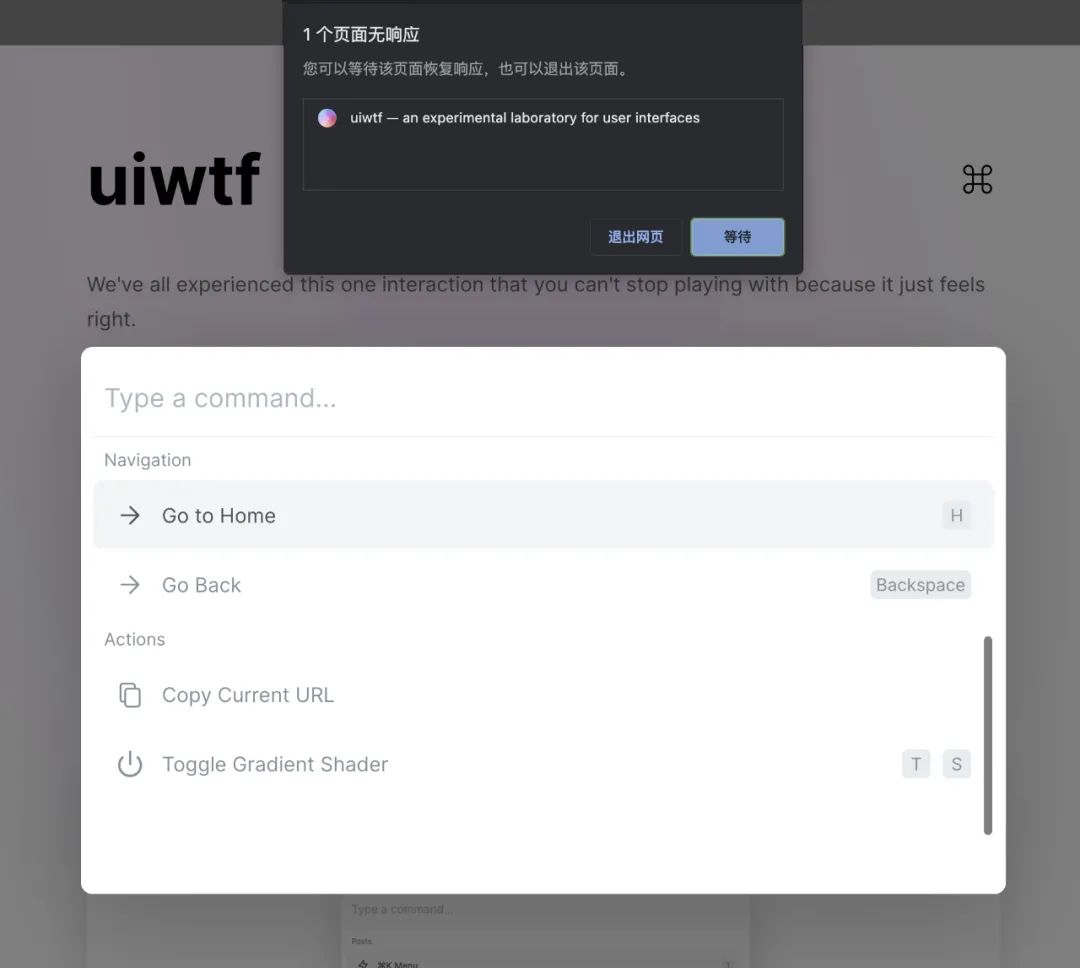 1 个页面无响应
您可以等待该页面恢复响应，也可以退出该页面。
uiwtf — an experimental laboratory for user interfaces
退出网页 等待
uiwtf
We've all experienced this one interaction that you can't stop playing with because it just feels
right.
Type a command...
Navigation
Go to Home H
Go Back Backspace
Actions
Copy Current URL
Toggle Gradient Shader T S
Type a command...
Posts
⌘K Menu 1